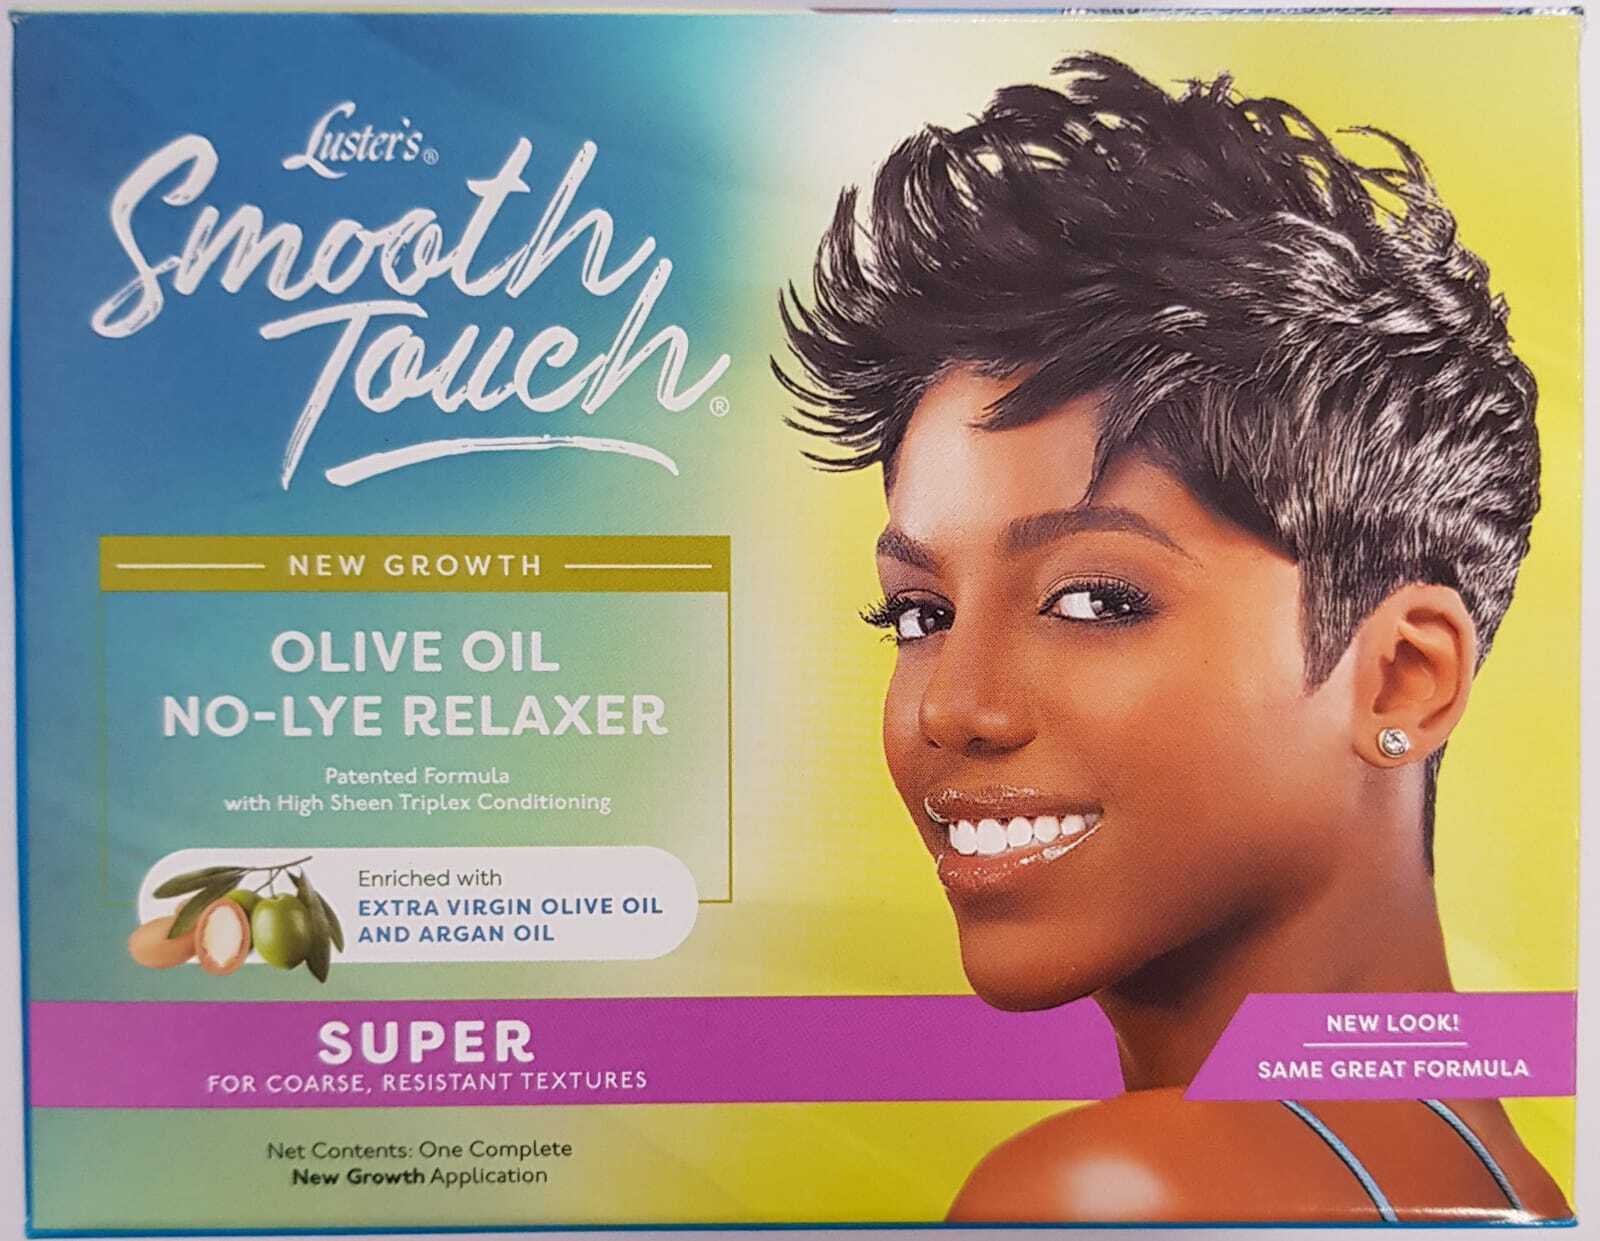 Luster's®
Smooth
Touch®
NEW GROWTH
OLIVE OIL
NO-LYE RELAXER
Patented Formula
with High Sheen Triplex Conditioning
Enriched with
EXTRA VIRGIN OLIVE OIL
AND ARGAN OIL
SUPER
FOR COARSE, RESISTANT TEXTURES
NEW LOOK!
SAME GREAT FORMULA
Net Contents: One Complete
New Growth Application